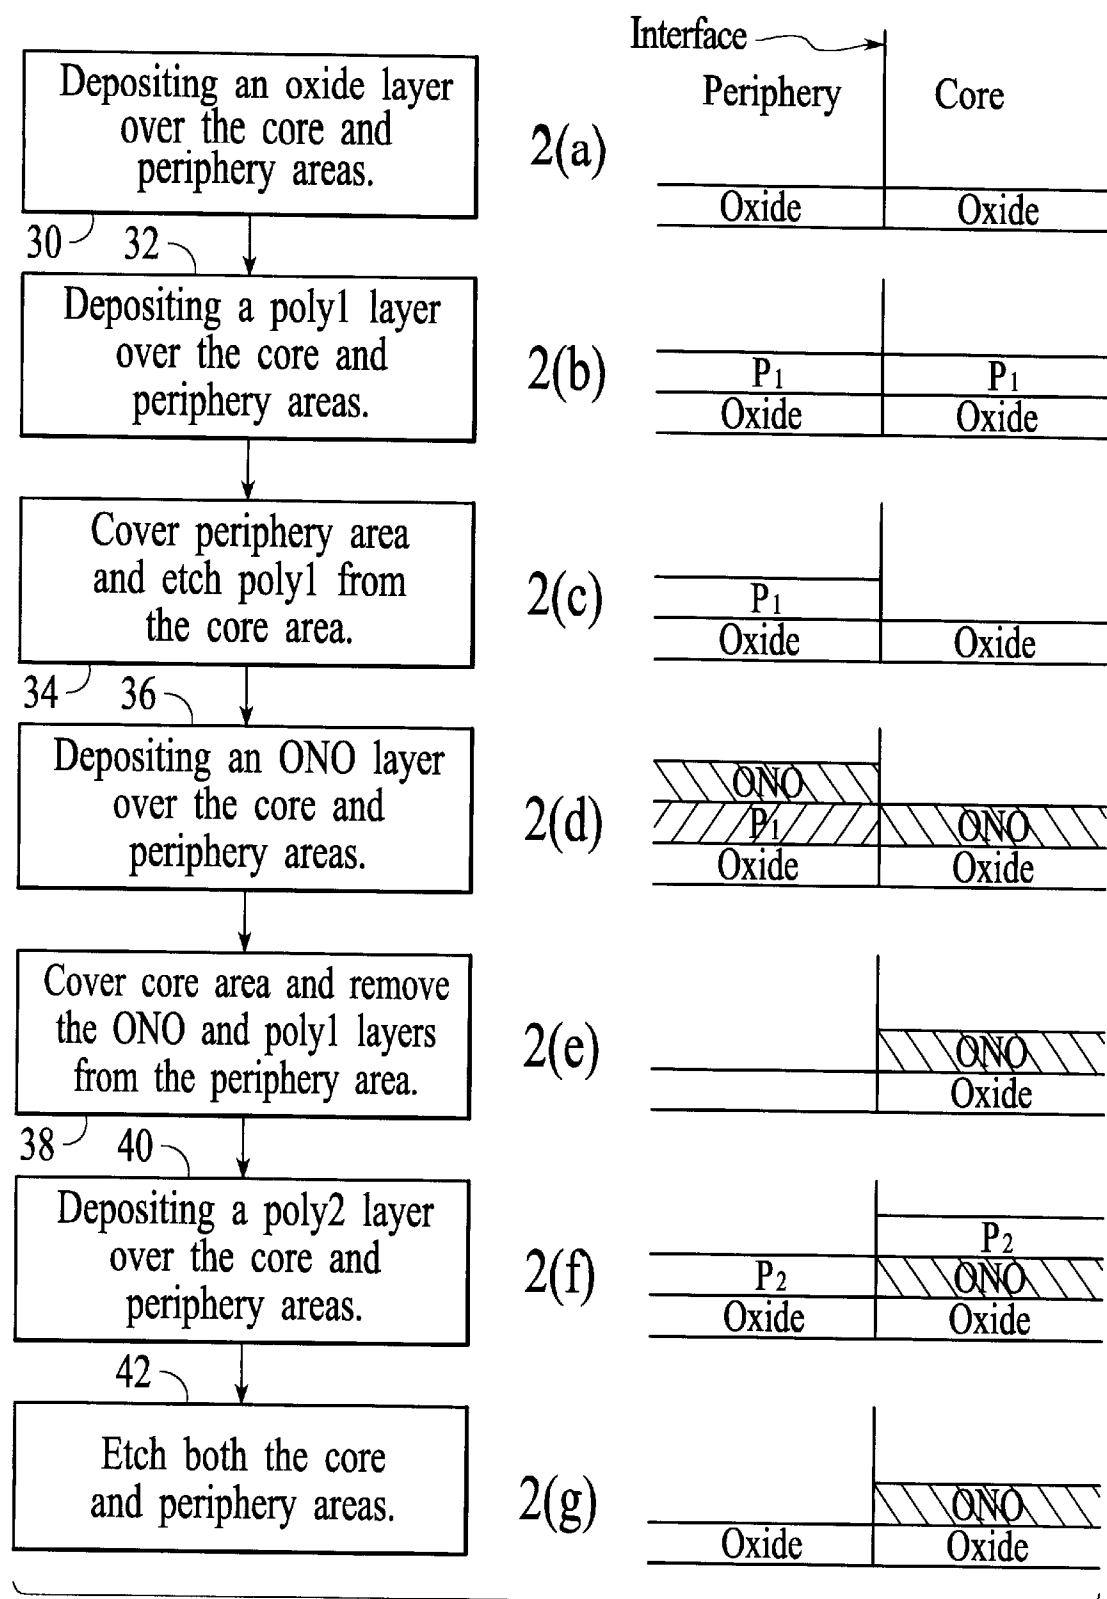 Interface
Periphery Core
Depositing an oxide layer
over the core and
periphery areas.
30
2(a)
Oxide Oxide
32
Depositing a poly1 layer
over the core and
periphery areas.
2(b)
P1 P1
Oxide Oxide
Cover periphery area
and etch poly1 from
the core area.
34
2(c)
P1
Oxide Oxide
36
Depositing an ONO layer
over the core and
periphery areas.
2(d)
ONO
P1 ONO
Oxide Oxide
Cover core area and remove
the ONO and poly1 layers
from the periphery area.
38
2(e)
ONO
Oxide
40
Depositing a poly2 layer
over the core and
periphery areas.
2(f)
P2
P2 ONO
Oxide Oxide
42
Etch both the core
and periphery areas.
2(g)
ONO
Oxide Oxide